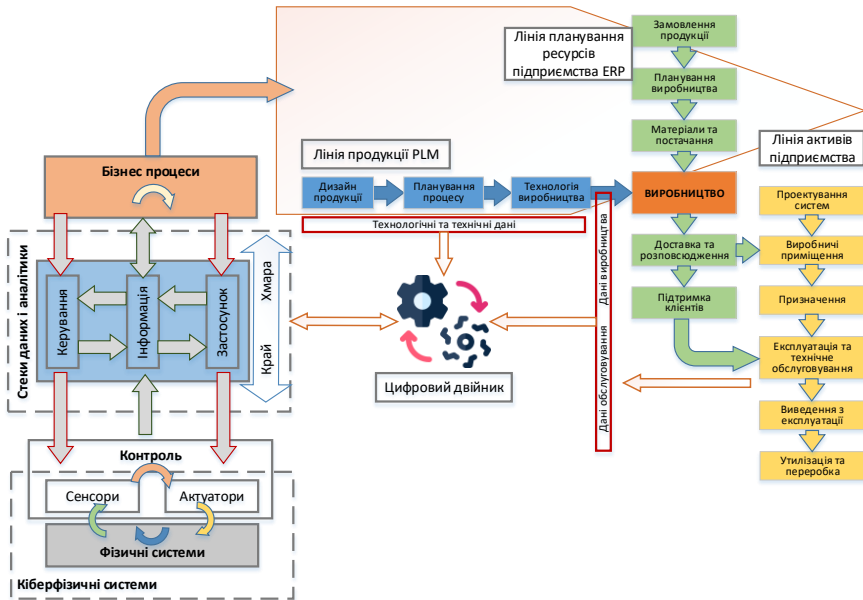 Замовлення
продукції
Лінія планування
ресурсів
підприємства ERP
Планування
виробництва
Матеріали та
постачання
Лінія активів
підприємства
Бізнес процеси
Лінія продукції PLM
Дизайн
продукції
Планування
процесу
Технологія
виробництва
ВИРОБНИЦТВО
Проектування
систем
Технологічні та технічні дані
Доставка та
розповсюдження
Виробничі
приміщення
Підтримка
клієнтів
Призначення
Експлуатація та
технічне
обслуговування
Виведення з
експлуатації
Утилізація та
переробка
Дані обслуговування
Дані виробництва
Цифровий двійник
Стеки даних і аналітики
Керування
Інформація
Застосунок
Край
Хмара
Контроль
Сенсори
Актуатори
Фізичні системи
Кіберфізичні системи